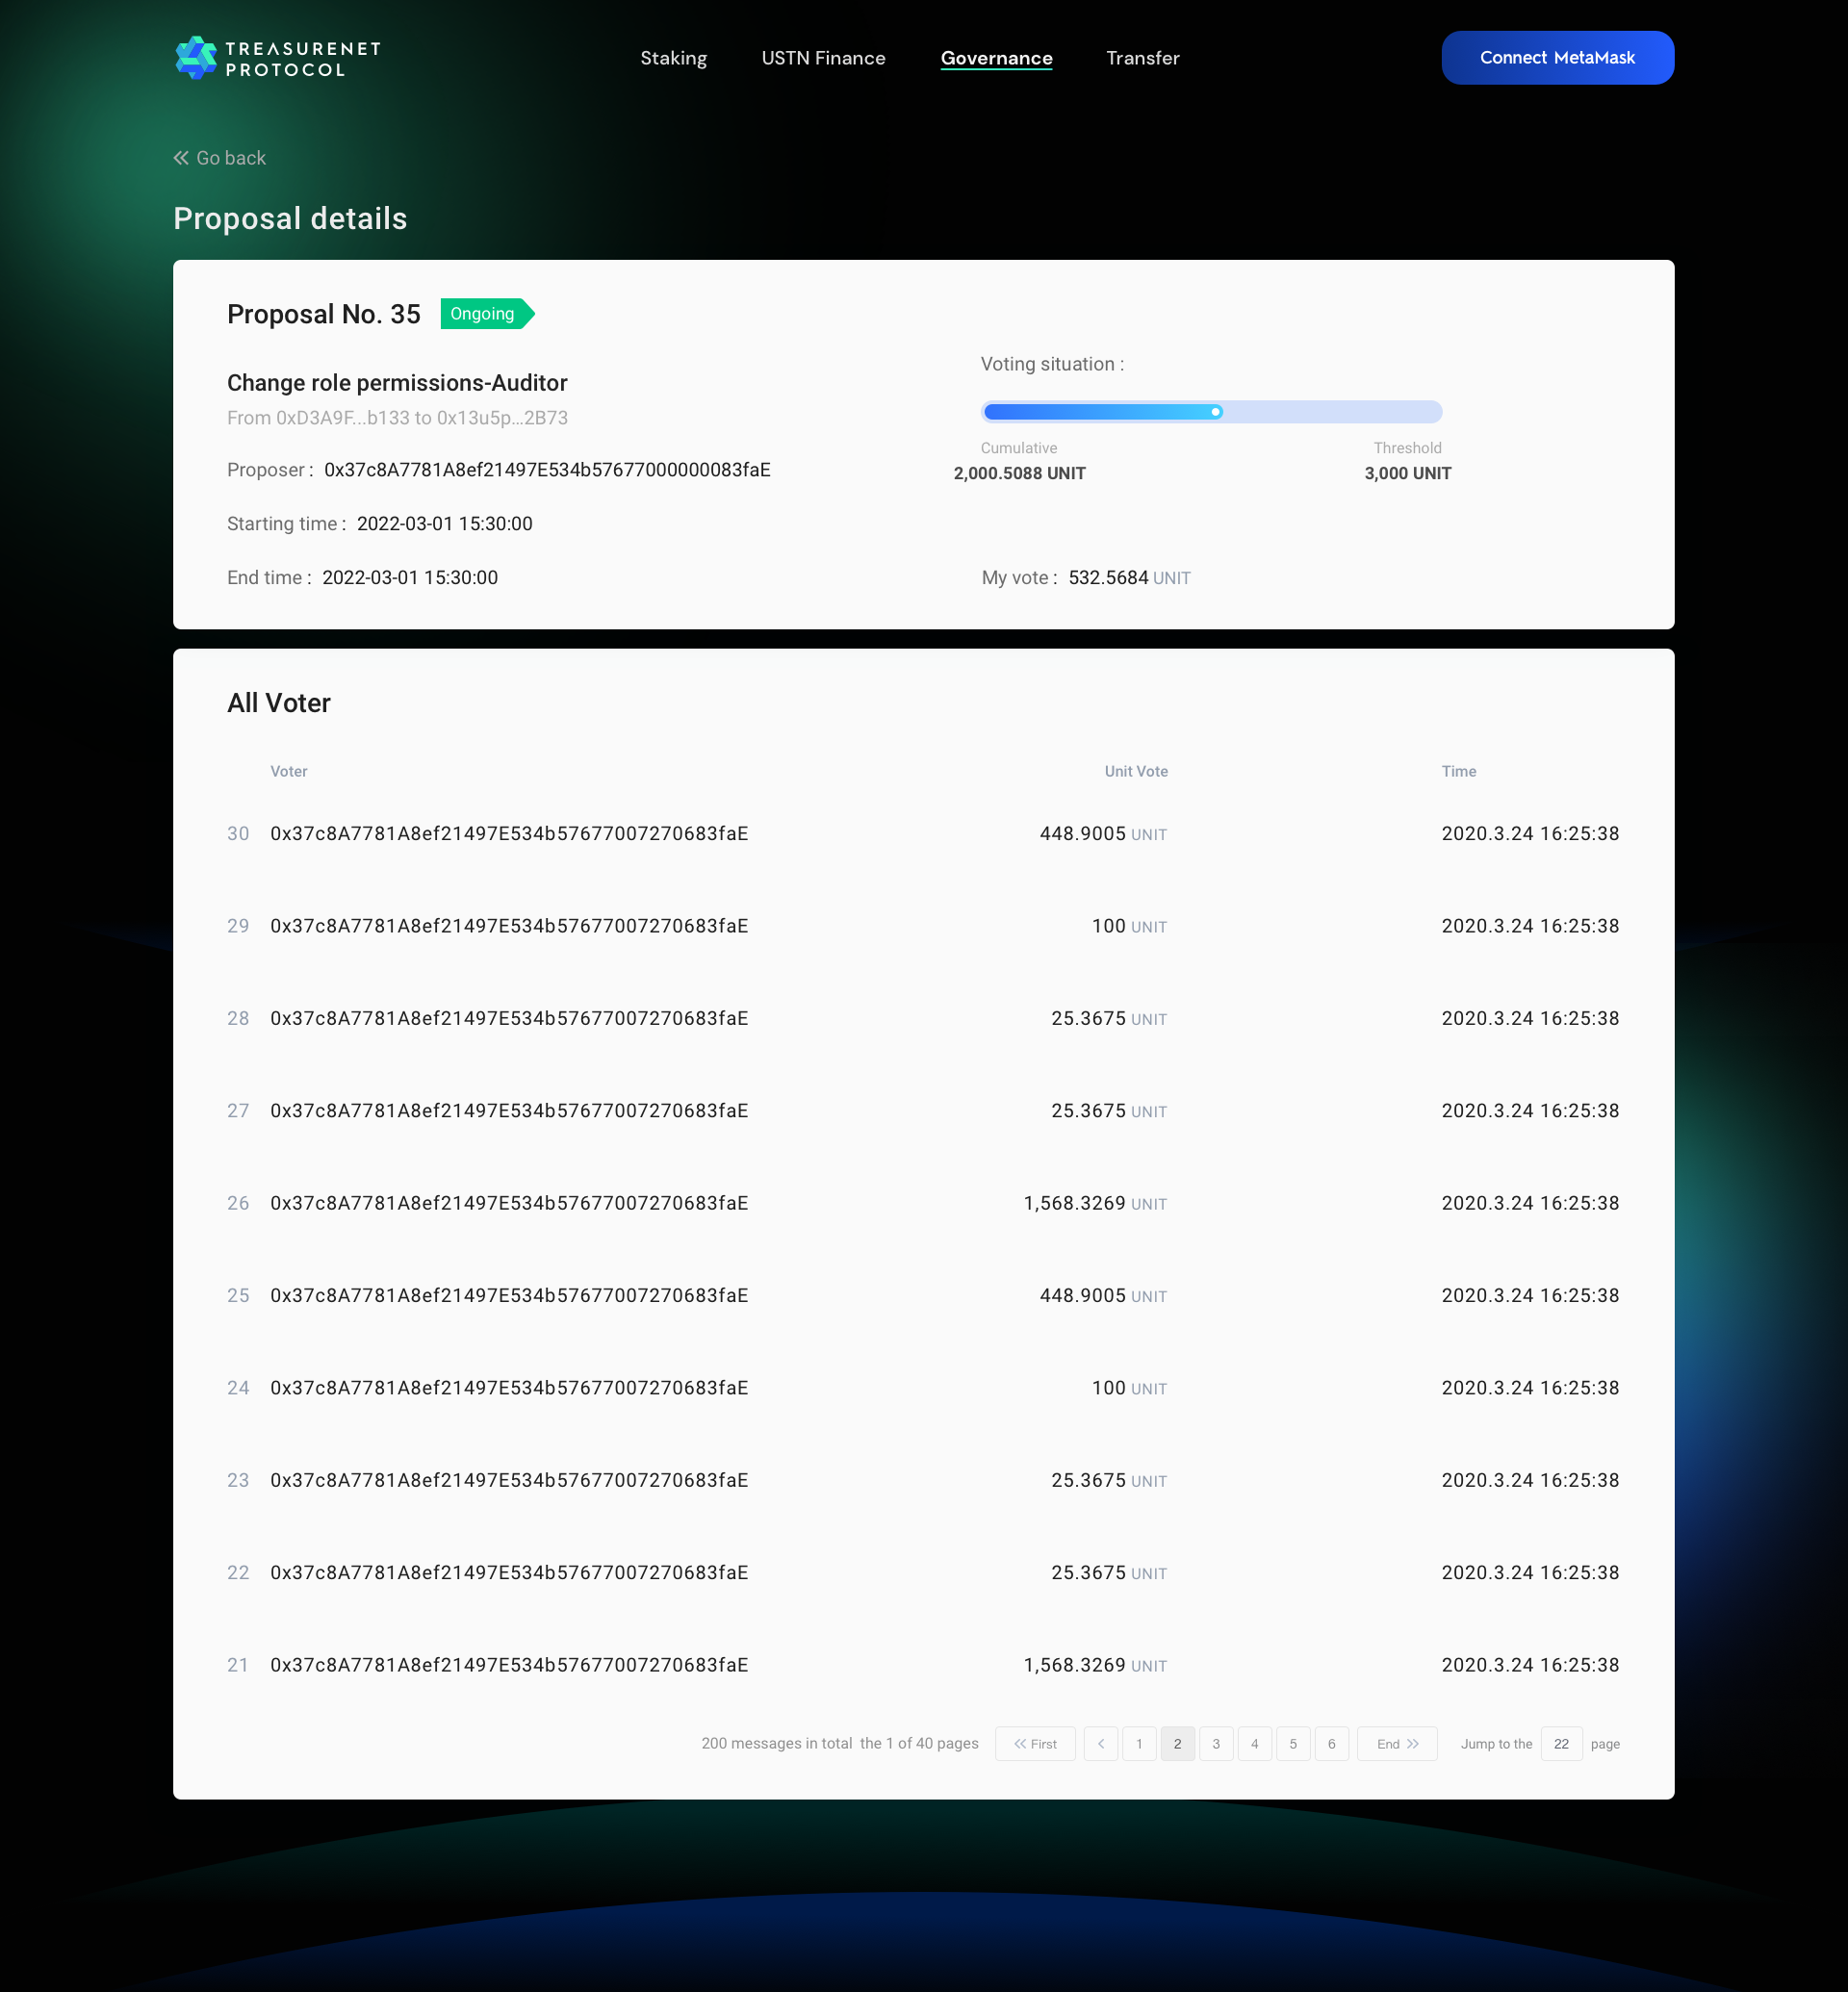 TREASURENET
PROTOCOL
Staking USTN Finance Governance Transfer
Connect MetaMask
Go back
Proposal details
Proposal No. 35 Ongoing
Change role permissions-Auditor
From 0xD3A9F...b133 to 0x13u5p...2B73
Proposer : 0x37c8A7781A8ef21497E534b57677000000083faE
Starting time : 2022-03-01 15:30:00
End time : 2022-03-01 15:30:00
Voting situation :
Cumulative Threshold
2,000.5088 UNIT 3,000 UNIT
My vote : 532.5684 UNIT
All Voter
Voter Unit Vote Time
30 0x37c8A7781A8ef21497E534b57677007270683faE 448.9005 UNIT 2020.3.24 16:25:38
29 0x37c8A7781A8ef21497E534b57677007270683faE 100 UNIT 2020.3.24 16:25:38
28 0x37c8A7781A8ef21497E534b57677007270683faE 25.3675 UNIT 2020.3.24 16:25:38
27 0x37c8A7781A8ef21497E534b57677007270683faE 25.3675 UNIT 2020.3.24 16:25:38
26 0x37c8A7781A8ef21497E534b57677007270683faE 1,568.3269 UNIT 2020.3.24 16:25:38
25 0x37c8A7781A8ef21497E534b57677007270683faE 448.9005 UNIT 2020.3.24 16:25:38
24 0x37c8A7781A8ef21497E534b57677007270683faE 100 UNIT 2020.3.24 16:25:38
23 0x37c8A7781A8ef21497E534b57677007270683faE 25.3675 UNIT 2020.3.24 16:25:38
22 0x37c8A7781A8ef21497E534b57677007270683faE 25.3675 UNIT 2020.3.24 16:25:38
21 0x37c8A7781A8ef21497E534b57677007270683faE 1,568.3269 UNIT 2020.3.24 16:25:38
200 messages in total the 1 of 40 pages First 1 2 3 4 5 6 End Jump to the 22 page